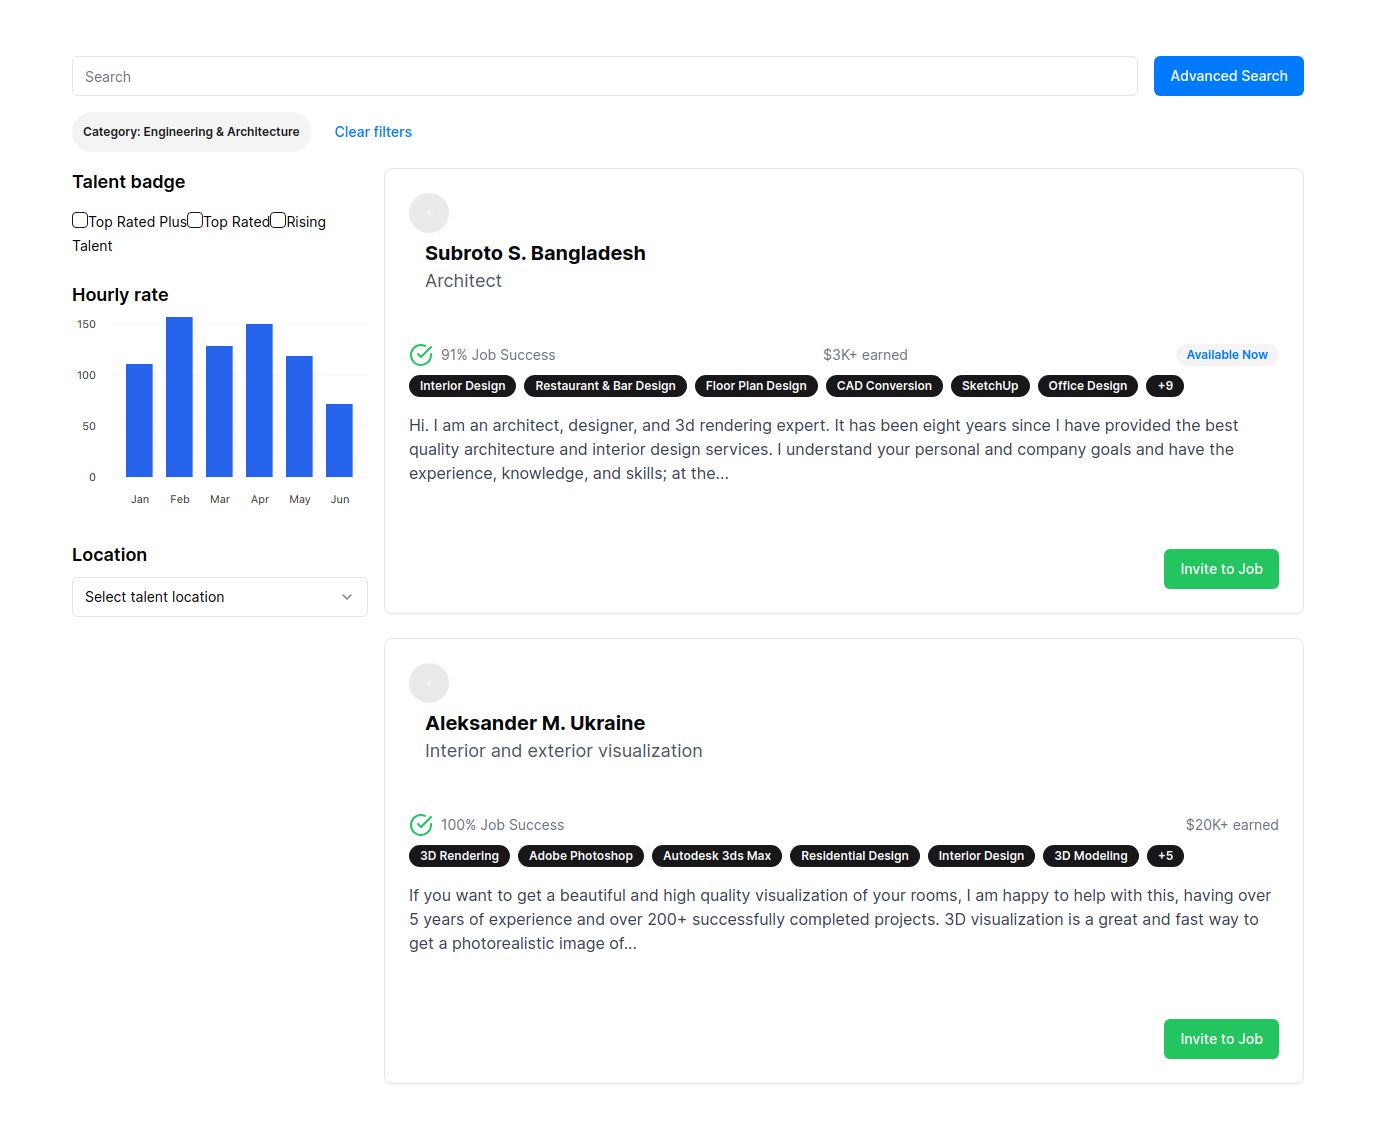 Search
Advanced Search
Category: Engineering & Architecture
Clear filters
Talent badge
Top Rated Plus Top Rated Rising
Talent
Hourly rate
150
100
50
0
Jan Feb Mar Apr May Jun
Location
Select talent location
Subroto S. Bangladesh
Architect
91% Job Success $3K+ earned Available Now
Interior Design Restaurant & Bar Design Floor Plan Design CAD Conversion SketchUp Office Design +9
Hi. I am an architect, designer, and 3d rendering expert. It has been eight years since I have provided the best
quality architecture and interior design services. I understand your personal and company goals and have the
experience, knowledge, and skills; at the...
Invite to Job
Aleksander M. Ukraine
Interior and exterior visualization
100% Job Success $20K+ earned
3D Rendering Adobe Photoshop Autodesk 3ds Max Residential Design Interior Design 3D Modeling +5
If you want to get a beautiful and high quality visualization of your rooms, I am happy to help with this, having over
5 years of experience and over 200+ successfully completed projects. 3D visualization is a great and fast way to
get a photorealistic image of...
Invite to Job